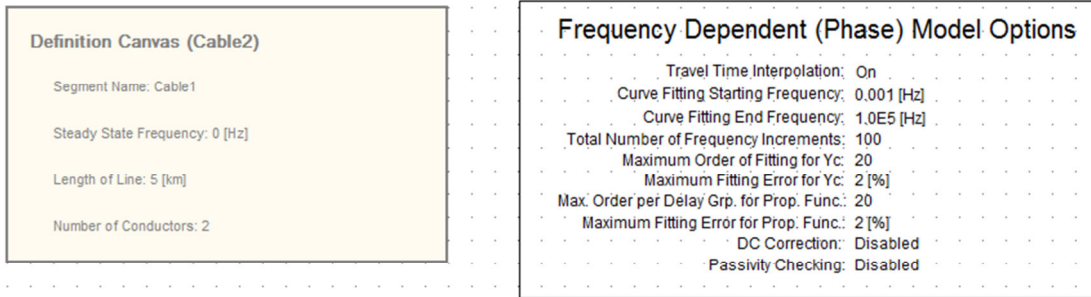 Definition Canvas (Cable2)
Segment Name: Cable1
Steady State Frequency: 0 [Hz]
Length of Line: 5 [km]
Number of Conductors: 2
Frequency Dependent (Phase) Model Options
Travel Time Interpolation: On
Curve Fitting Starting Frequency: 0.001 [Hz]
Curve Fitting End Frequency: 1.0E5 [Hz]
Total Number of Frequency Increments: 100
Maximum Order of Fitting for Yc: 20
Maximum Fitting Error for Yc: 2 [%]
Max. Order per Delay Grp. for Prop. Func.: 20
Maximum Fitting Error for Prop. Func.: 2 [%]
DC Correction: Disabled
Passivity Checking: Disabled